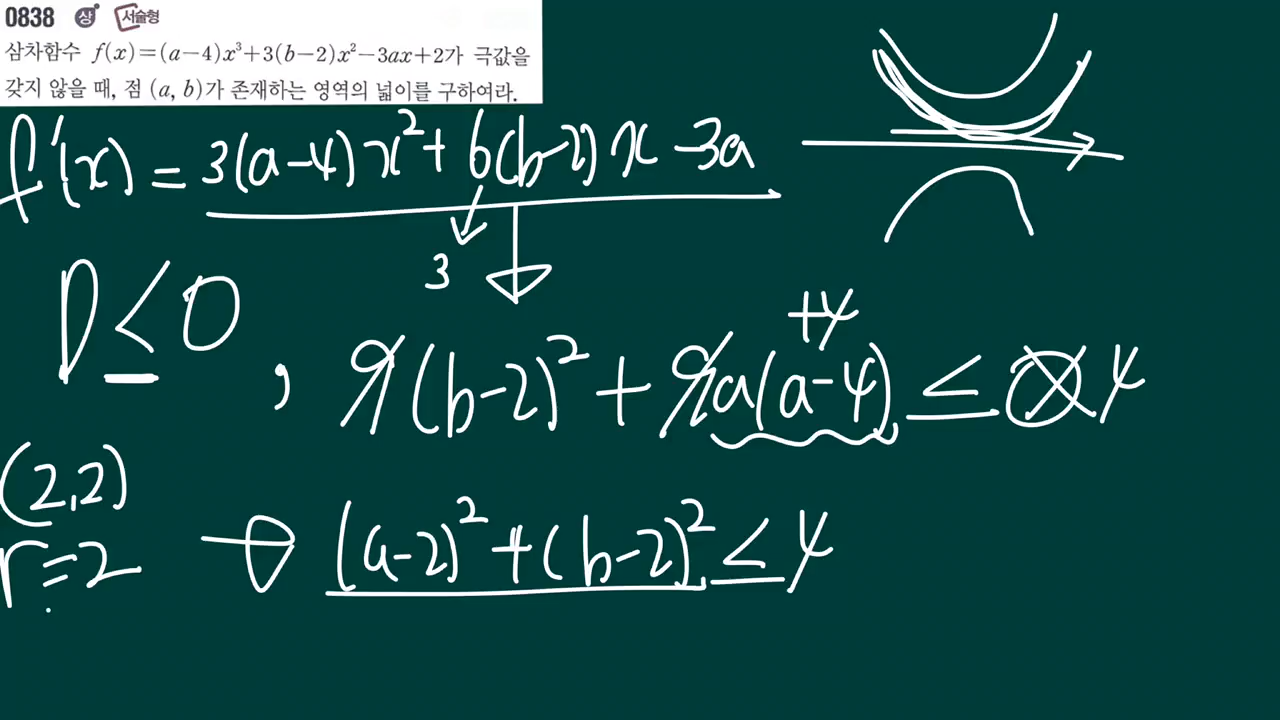 0838 상 서술형
삼차함수 f(x)=(a-4)x³+3(b-2)x²-3ax+2가 극값을
갖지 않을 때, 점 (a, b)가 존재하는 영역의 넓이를 구하여라.
f'(x) = 3(a-4)x² + 6(b-2)x -3a
3
D ≤ 0
+4
, 9(b-2)² + 9a(a-4) ≤ 0 4
(2,2)
r=2
→ (a-2)² + (b-2)² ≤ 4